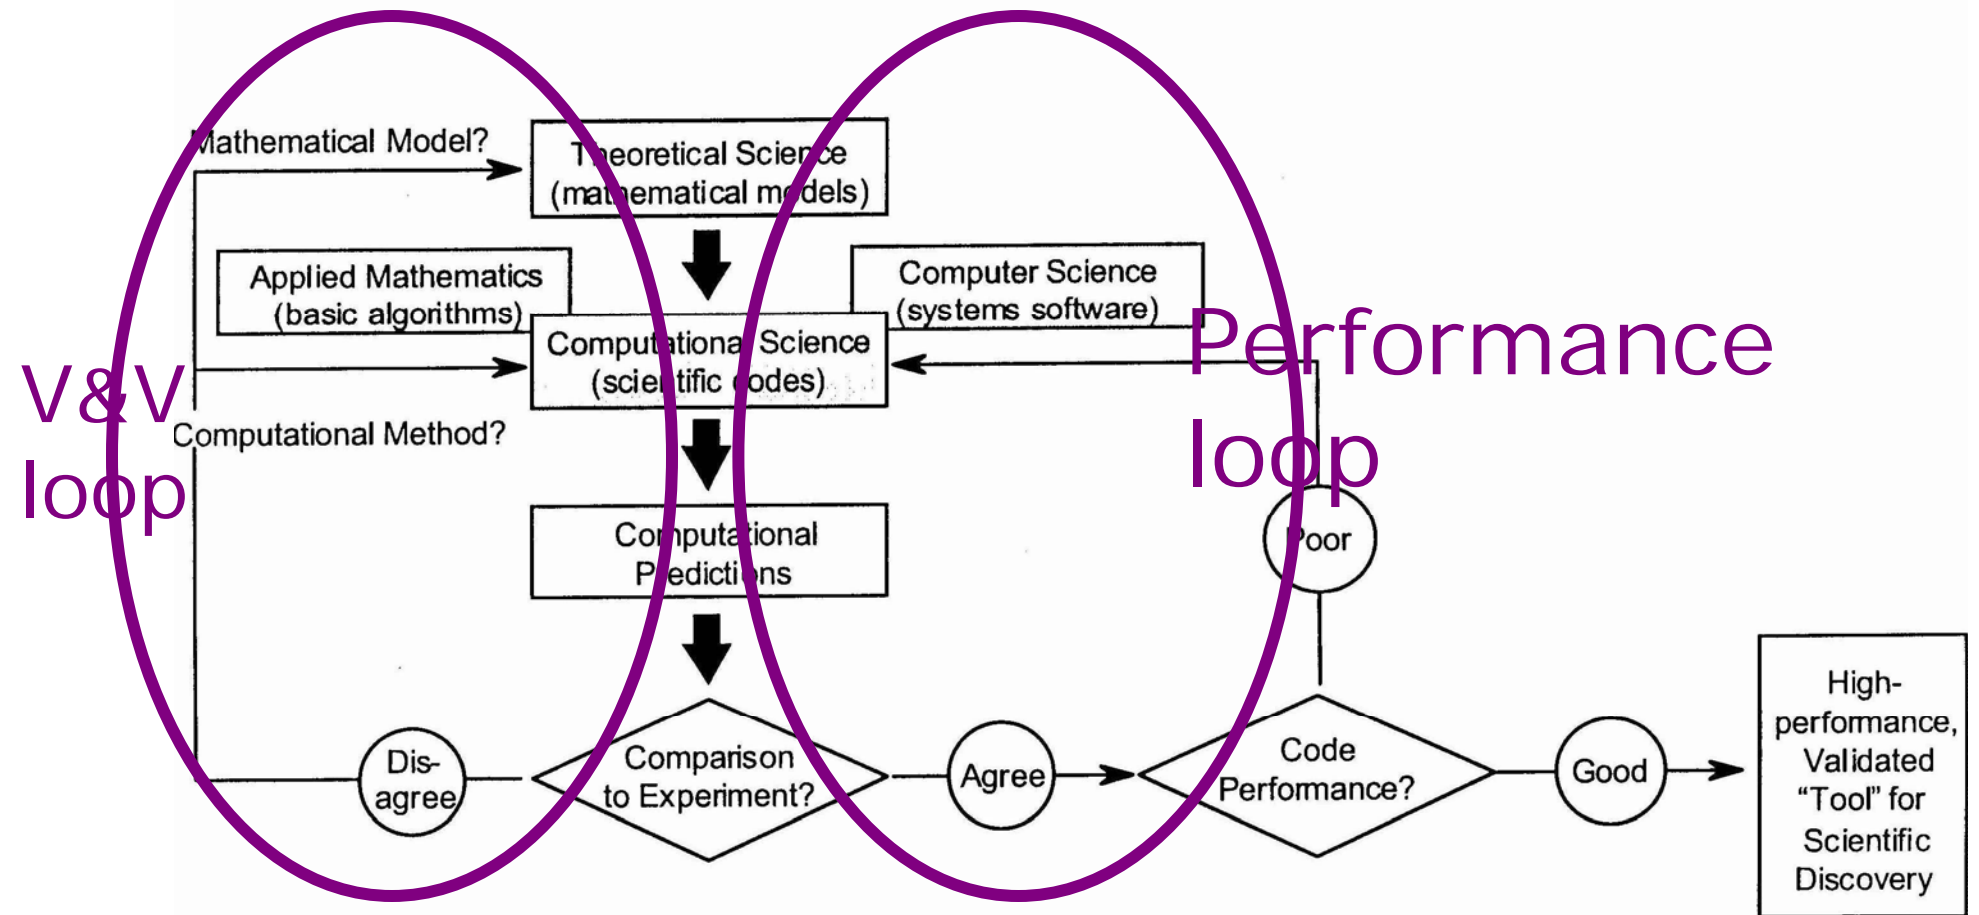 Mathematical Model?
Theoretical Science
(mathematical models)
Applied Mathematics
(basic algorithms)
Computer Science
(systems software)
Computational Science
(scientific codes)
V&V
loop
Performance
loop
Computational Method?
Computational
Predictions
Poor
Dis-
agree
Comparison
to Experiment?
Agree
Code
Performance?
Good
High-
performance,
Validated
“Tool” for
Scientific
Discovery